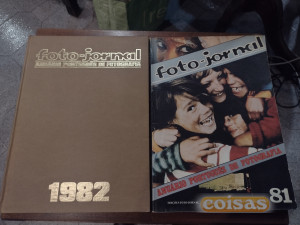 foto-jornal
ANUÁRIO PORTUGUÊS DE FOTOGRAFIA
1982
foto-jornal
ANUÁRIO PORTUGUÊS DE FOTOGRAFIA
coisas
81